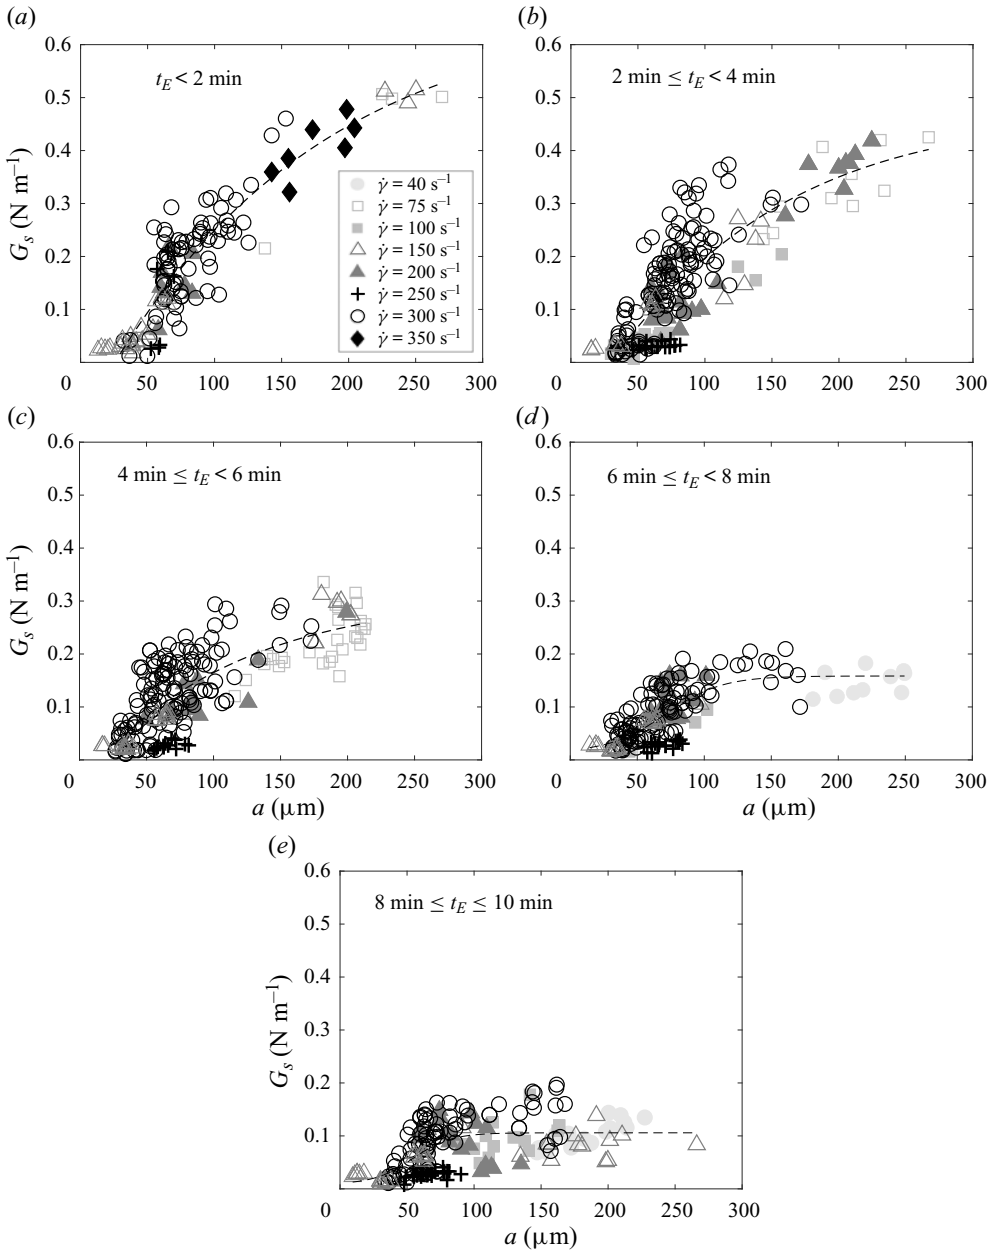 (a)
(b)
0.6
0.5
0.4
0.3
0.2
0.1
0
50
100
150
200
250
300
G_s (N m⁻¹)
t_E < 2 min
γ̇ = 40 s⁻¹
γ̇ = 75 s⁻¹
γ̇ = 100 s⁻¹
γ̇ = 150 s⁻¹
γ̇ = 200 s⁻¹
γ̇ = 250 s⁻¹
γ̇ = 300 s⁻¹
γ̇ = 350 s⁻¹
0.6
0.5
0.4
0.3
0.2
0.1
0
50
100
150
200
250
300
2 min ≤ t_E < 4 min
(c)
(d)
0.6
0.5
0.4
0.3
0.2
0.1
0
50
100
150
200
250
300
G_s (N m⁻¹)
a (μm)
4 min ≤ t_E < 6 min
0.6
0.5
0.4
0.3
0.2
0.1
0
50
100
150
200
250
300
a (μm)
6 min ≤ t_E < 8 min
(e)
0.6
0.5
0.4
0.3
0.2
0.1
0
50
100
150
200
250
300
G_s (N m⁻¹)
a (μm)
8 min ≤ t_E ≤ 10 min